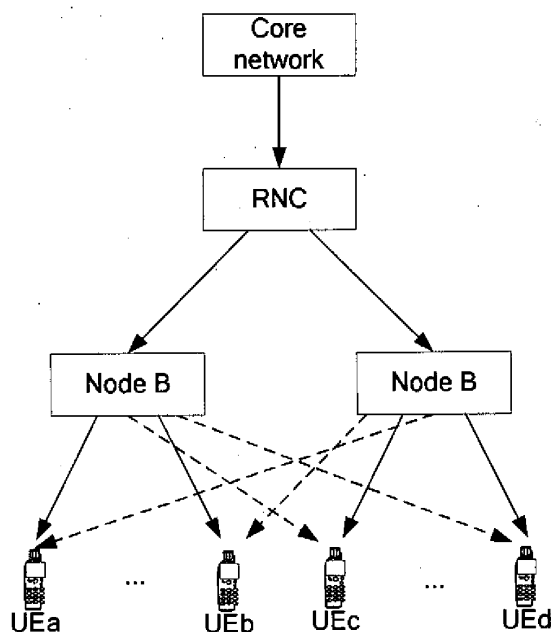 Core
network
RNC
Node B
Node B
...
...
UEa
UEb
UEc
UEd